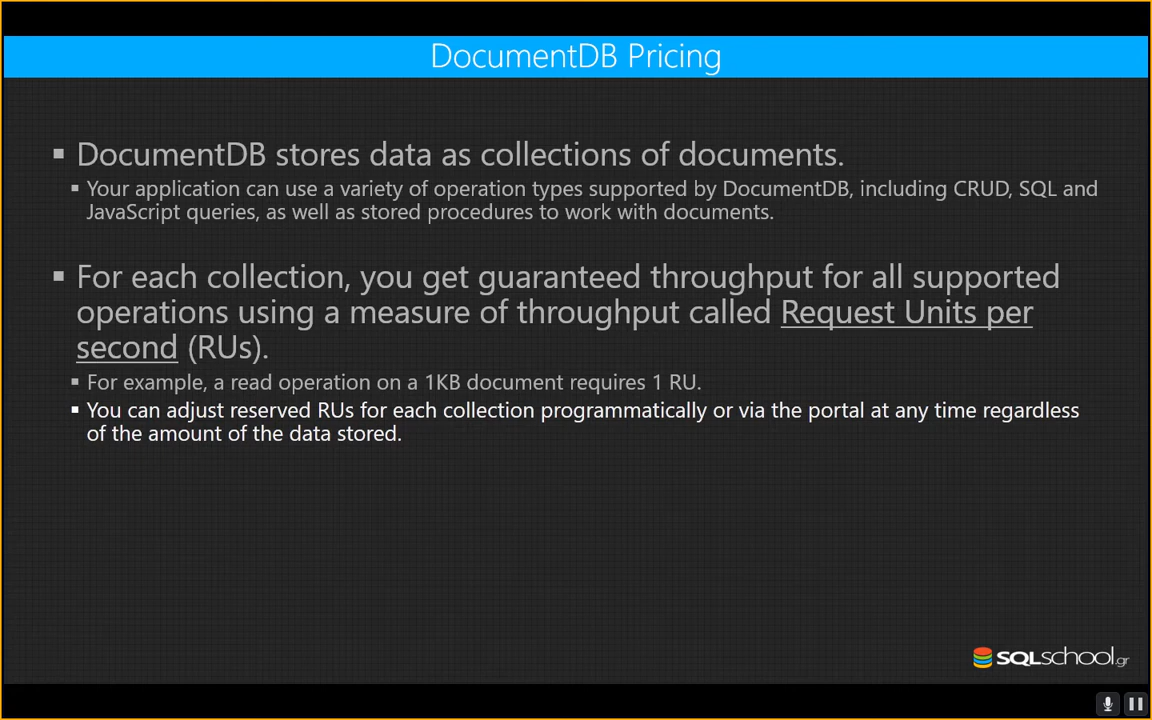 DocumentDB Pricing
▪ DocumentDB stores data as collections of documents.
▪ Your application can use a variety of operation types supported by DocumentDB, including CRUD, SQL and
JavaScript queries, as well as stored procedures to work with documents.
▪ For each collection, you get guaranteed throughput for all supported
operations using a measure of throughput called Request Units per
second (RUs).
▪ For example, a read operation on a 1KB document requires 1 RU.
▪ You can adjust reserved RUs for each collection programmatically or via the portal at any time regardless
of the amount of the data stored.
SQLschool.gr